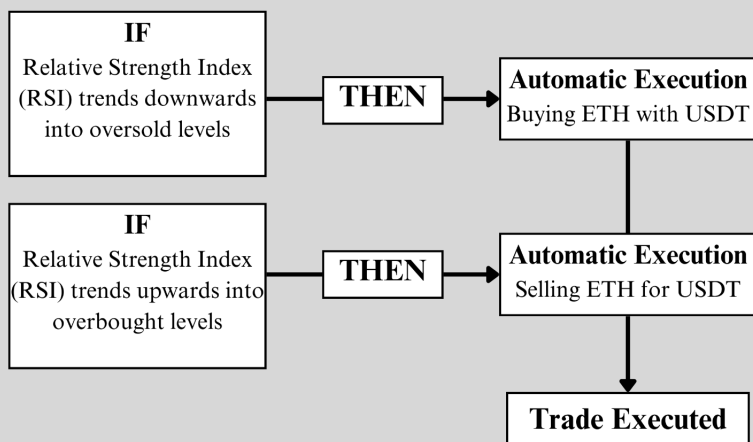 IF
Relative Strength Index
(RSI) trends downwards
into oversold levels
THEN
Automatic Execution
Buying ETH with USDT
IF
Relative Strength Index
(RSI) trends upwards into
overbought levels
THEN
Automatic Execution
Selling ETH for USDT
Trade Executed